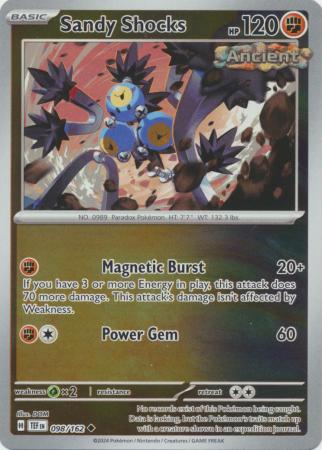 BASIC
Sandy Shocks
HP 120
Ancient
NO. 0989 Paradox Pokémon HT: 7'7" WT: 132.3 lbs.
Magnetic Burst 20+
If you have 3 or more Energy in play, this attack does
70 more damage. This attack's damage isn't affected by
Weakness.
Power Gem 60
weakness ×2 resistance retreat
Illus. DOM
H TEF EN 098/162
No records exist of this Pokémon being caught.
Data is lacking, but the Pokémon's traits match up
with a creature shown in an expedition journal.
©2024 Pokémon / Nintendo / Creatures / GAME FREAK